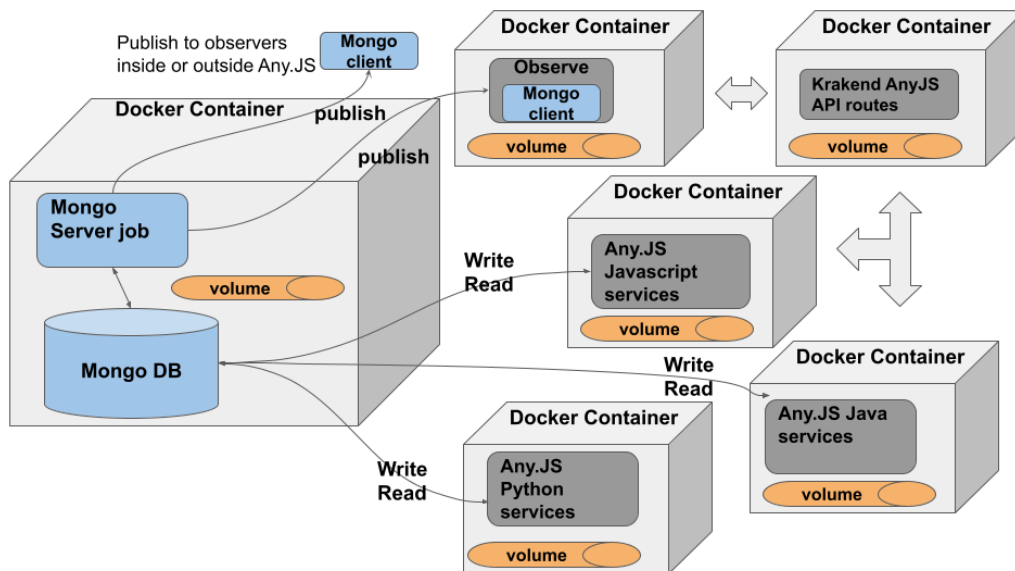 Publish to observers
inside or outside Any.JS
Mongo
client
Docker Container
publish
publish
Mongo
Server job
volume
Mongo DB
Docker Container
Observe
Mongo
client
volume
Docker Container
Krakend AnyJS
API routes
volume
Docker Container
Any.JS
Javascript
services
volume
Write
Read
Docker Container
Any.JS Java
services
volume
Write
Read
Docker Container
Any.JS
Python
services
volume
Write
Read